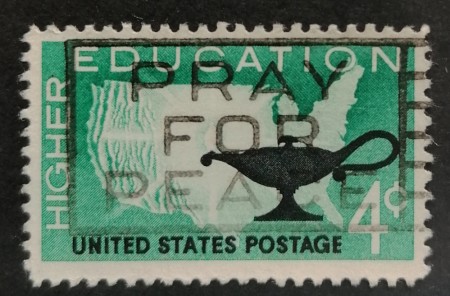 HIGHER EDUCATION
PRAY
FOR
PEACE
4¢
UNITED STATES POSTAGE